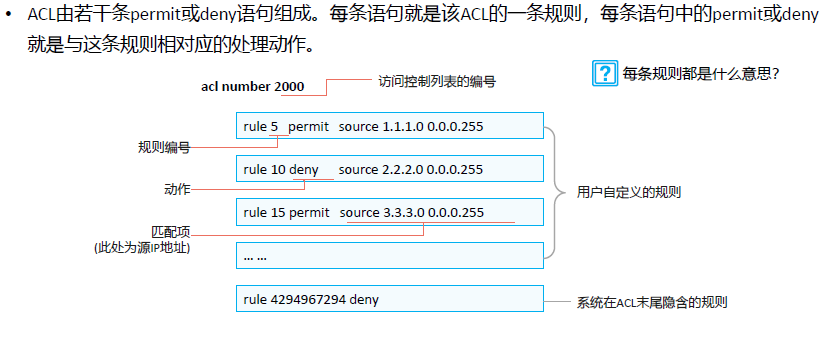 • ACL由若干条permit或deny语句组成。每条语句就是该ACL的一条规则，每条语句中的permit或deny
就是与这条规则相对应的处理动作。
acl number 2000
访问控制列表的编号
? 每条规则都是什么意思？
rule 5 permit source 1.1.1.0 0.0.0.255
规则编号
rule 10 deny source 2.2.2.0 0.0.0.255
动作
用户自定义的规则
rule 15 permit source 3.3.3.0 0.0.0.255
匹配项
(此处为源IP地址)
... ...
rule 4294967294 deny
系统在ACL末尾隐含的规则